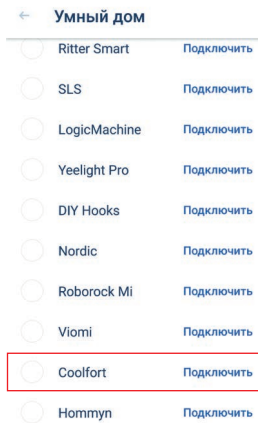 ← Умный дом
Ritter Smart Подключить
SLS Подключить
LogicMachine Подключить
Yeelight Pro Подключить
DIY Hooks Подключить
Nordic Подключить
Roborock Mi Подключить
Viomi Подключить
Coolfort Подключить
Hommyn Подключить